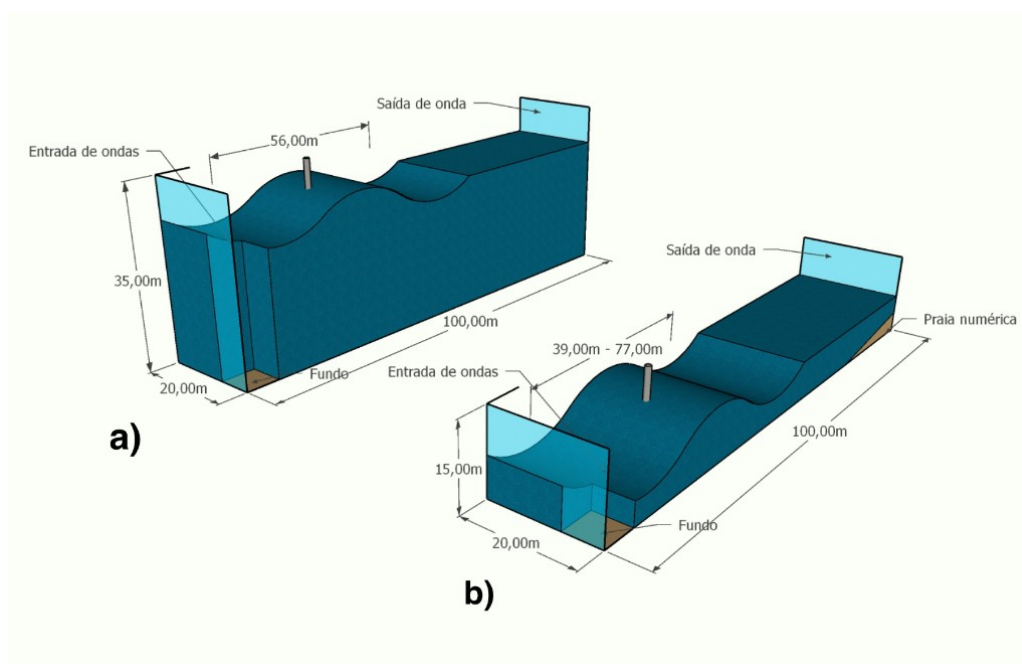 Saída de onda
56,00m
Entrada de ondas
35,00m
100,00m
Fundo
20,00m
a)
Saída de onda
Praia numérica
39,00m - 77,00m
Entrada de ondas
100,00m
15,00m
Fundo
20,00m
b)